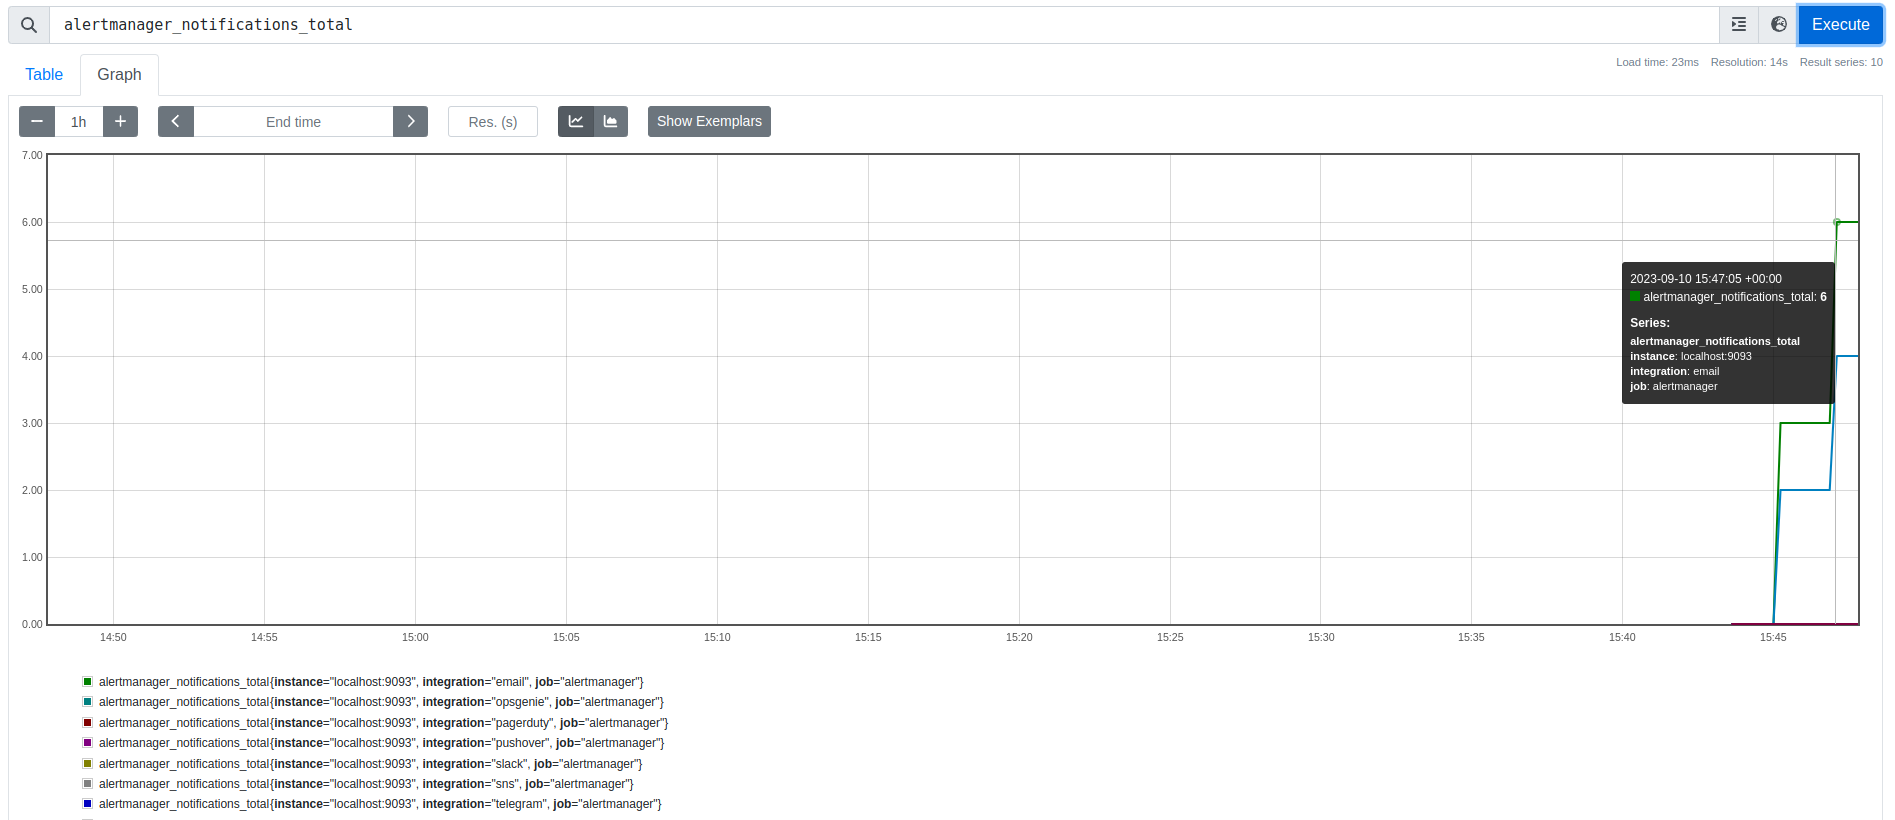 alertmanager_notifications_total
Execute
Table
Graph
Load time: 23ms Resolution: 14s Result series: 10
1h
End time
Res. (s)
Show Exemplars
7.00
6.00
5.00
4.00
3.00
2.00
1.00
0.00
2023-09-10 15:47:05 +00:00
alertmanager_notifications_total: 6
Series:
alertmanager_notifications_total
instance: localhost:9093
integration: email
job: alertmanager
14:50 14:55 15:00 15:05 15:10 15:15 15:20 15:25 15:30 15:35 15:40 15:45
alertmanager_notifications_total{instance="localhost:9093", integration="email", job="alertmanager"}
alertmanager_notifications_total{instance="localhost:9093", integration="opsgenie", job="alertmanager"}
alertmanager_notifications_total{instance="localhost:9093", integration="pagerduty", job="alertmanager"}
alertmanager_notifications_total{instance="localhost:9093", integration="pushover", job="alertmanager"}
alertmanager_notifications_total{instance="localhost:9093", integration="slack", job="alertmanager"}
alertmanager_notifications_total{instance="localhost:9093", integration="sns", job="alertmanager"}
alertmanager_notifications_total{instance="localhost:9093", integration="telegram", job="alertmanager"}